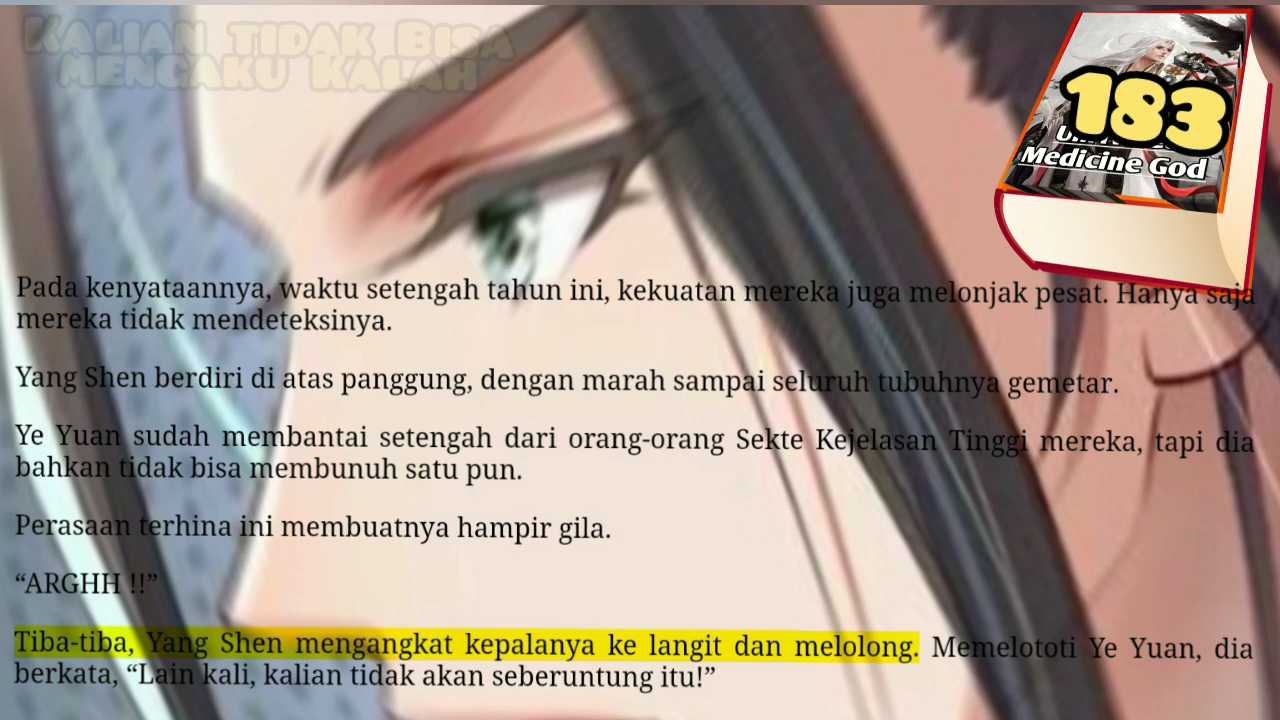 Kalian tidak Bisa
mengaku Kalah
183
Medicine God
Pada kenyataannya, waktu setengah tahun ini, kekuatan mereka juga melonjak pesat. Hanya saja
mereka tidak mendeteksinya.
Yang Shen berdiri di atas panggung, dengan marah sampai seluruh tubuhnya gemetar.
Ye Yuan sudah membantai setengah dari orang-orang Sekte Kejelasan Tinggi mereka, tapi dia
bahkan tidak bisa membunuh satu pun.
Perasaan terhina ini membuatnya hampir gila.
“ARGHH !!”
Tiba-tiba, Yang Shen mengangkat kepalanya ke langit dan melolong. Memelototi Ye Yuan, dia
berkata, “Lain kali, kalian tidak akan seberuntung itu!”